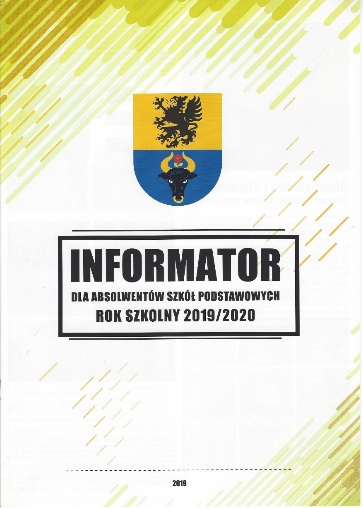 INFORMATOR
DLA ABSOLWENTÓW SZKÓŁ PODSTAWOWYCH
ROK SZKOLNY 2019/2020
2019